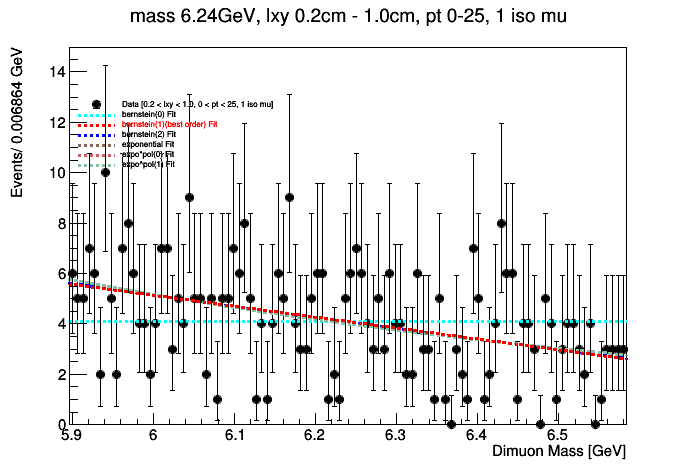 mass 6.24GeV, lxy 0.2cm - 1.0cm, pt 0-25, 1 iso mu
Events/ 0.006864 GeV
14
12
10
8
6
4
2
0
Data [0.2 < lxy < 1.0, 0 < pt < 25, 1 iso mu]
bernstein(0) Fit
bernstein(1)(best order) Fit
bernstein(2) Fit
exponential Fit
expo*pol(0) Fit
expo*pol(1) Fit
5.9 6 6.1 6.2 6.3 6.4 6.5
Dimuon Mass [GeV]